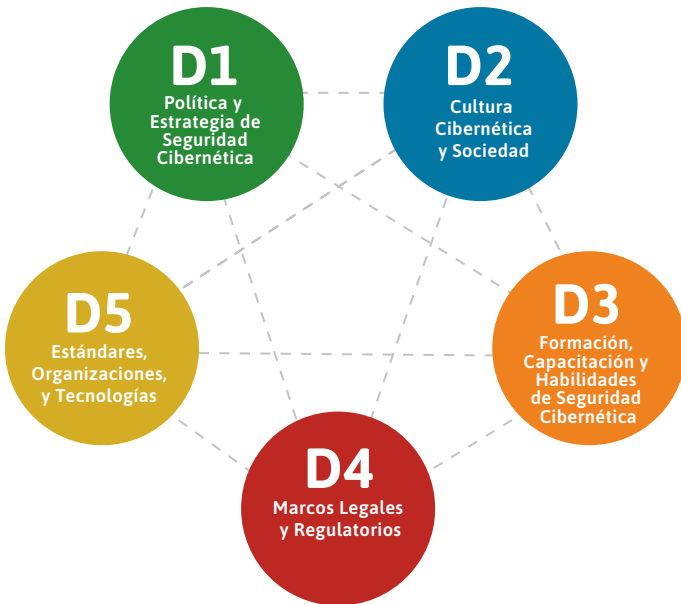 D1
Política y
Estrategia de
Seguridad
Cibernética
D2
Cultura
Cibernética
y Sociedad
D3
Formación,
Capacitación y
Habilidades
de Seguridad
Cibernética
D4
Marcos Legales
y Regulatorios
D5
Estándares,
Organizaciones,
y Tecnologías